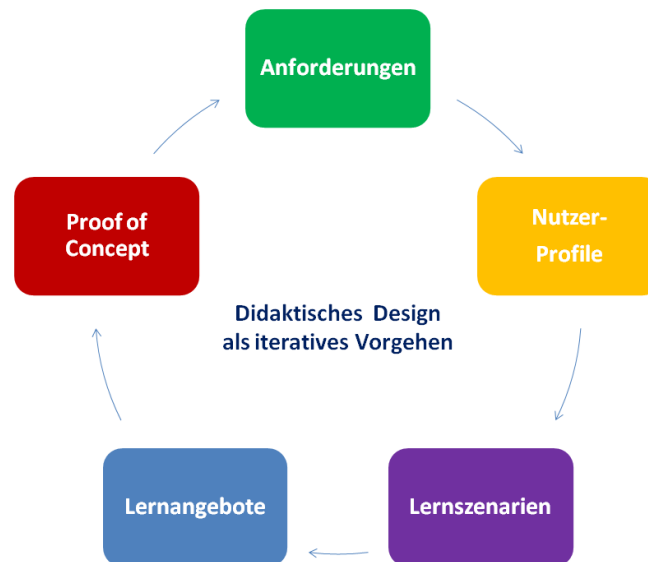 Anforderungen
Nutzer-
Profile
Lernszenarien
Lernangebote
Proof of
Concept
Didaktisches Design
als iteratives Vorgehen